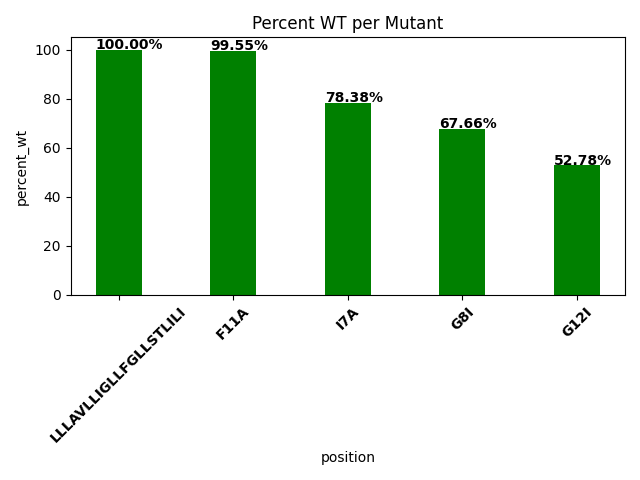 Percent WT per Mutant
100.00%
99.55%
78.38%
67.66%
52.78%
percent_wt
100
80
60
40
20
0
LLLAVLLIGLLFGLLSTLILI
F11A
I7A
G8I
G12I
position